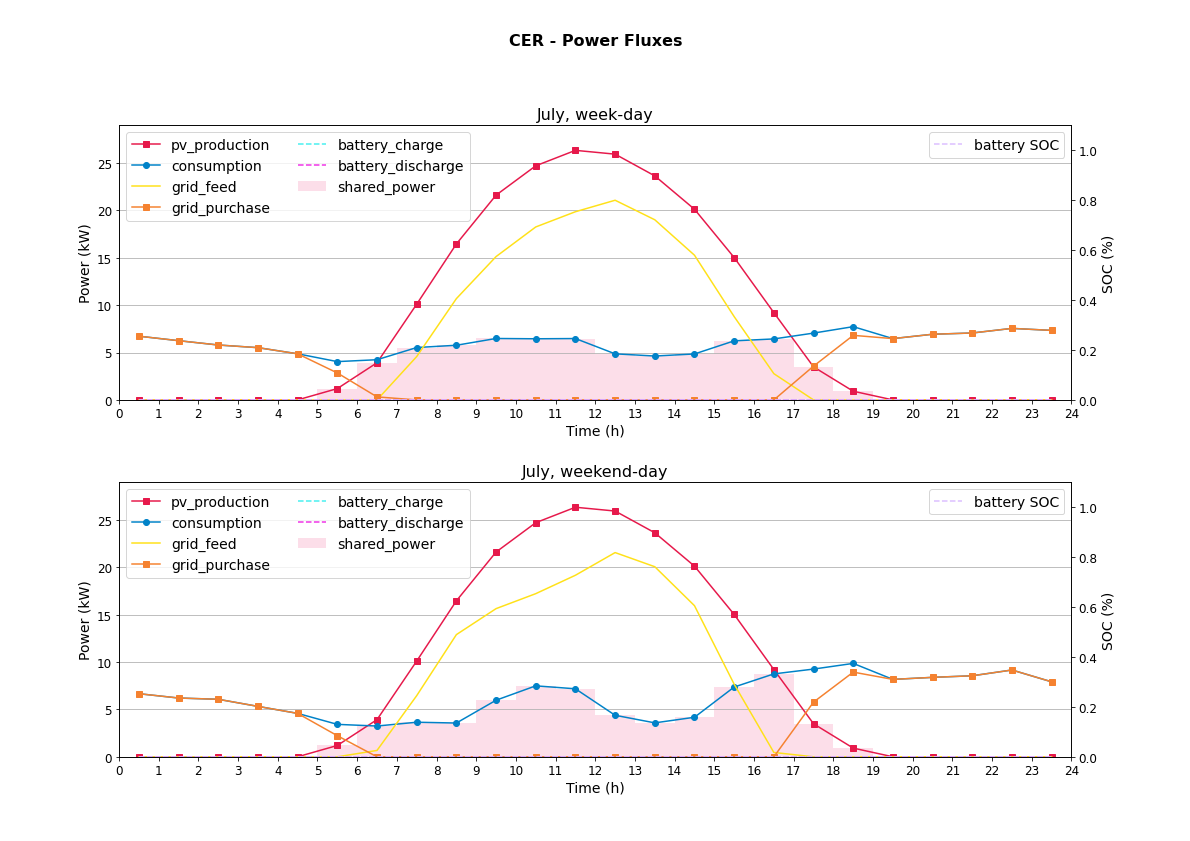 CER - Power Fluxes
July, week-day
pv_production
consumption
grid_feed
grid_purchase
battery_charge
battery_discharge
shared_power
battery SOC
Power (kW)
0
5
10
15
20
25
SOC (%)
0.0
0.2
0.4
0.6
0.8
1.0
0 1 2 3 4 5 6 7 8 9 10 11 12 13 14 15 16 17 18 19 20 21 22 23 24
Time (h)
July, weekend-day
pv_production
consumption
grid_feed
grid_purchase
battery_charge
battery_discharge
shared_power
battery SOC
Power (kW)
0
5
10
15
20
25
SOC (%)
0.0
0.2
0.4
0.6
0.8
1.0
0 1 2 3 4 5 6 7 8 9 10 11 12 13 14 15 16 17 18 19 20 21 22 23 24
Time (h)